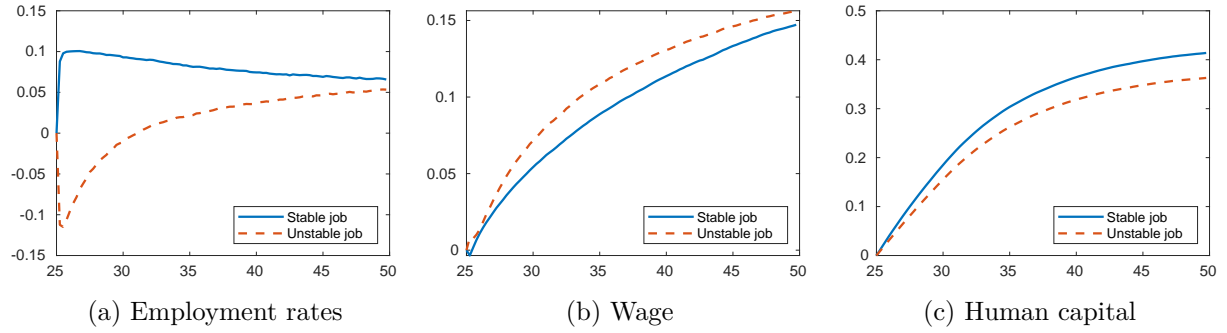 0.15
0.1
0.05
0
-0.05
-0.1
-0.15
25 30 35 40 45 50
Stable job
Unstable job
(a) Employment rates
0.15
0.1
0.05
0
25 30 35 40 45 50
Stable job
Unstable job
(b) Wage
0.5
0.4
0.3
0.2
0.1
0
25 30 35 40 45 50
Stable job
Unstable job
(c) Human capital